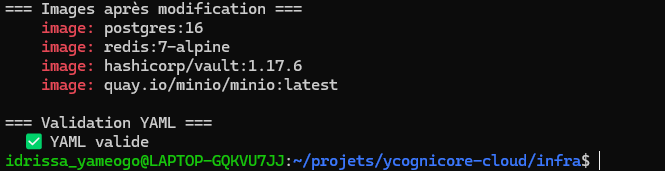 === Images après modification ===
image: postgres:16
image: redis:7-alpine
image: hashicorp/vault:1.17.6
image: quay.io/minio/minio:latest
=== Validation YAML ===
✅ YAML valide
idrissa_yameogo@LAPTOP-GQKVU7JJ:~/projets/ycognicore-cloud/infra$